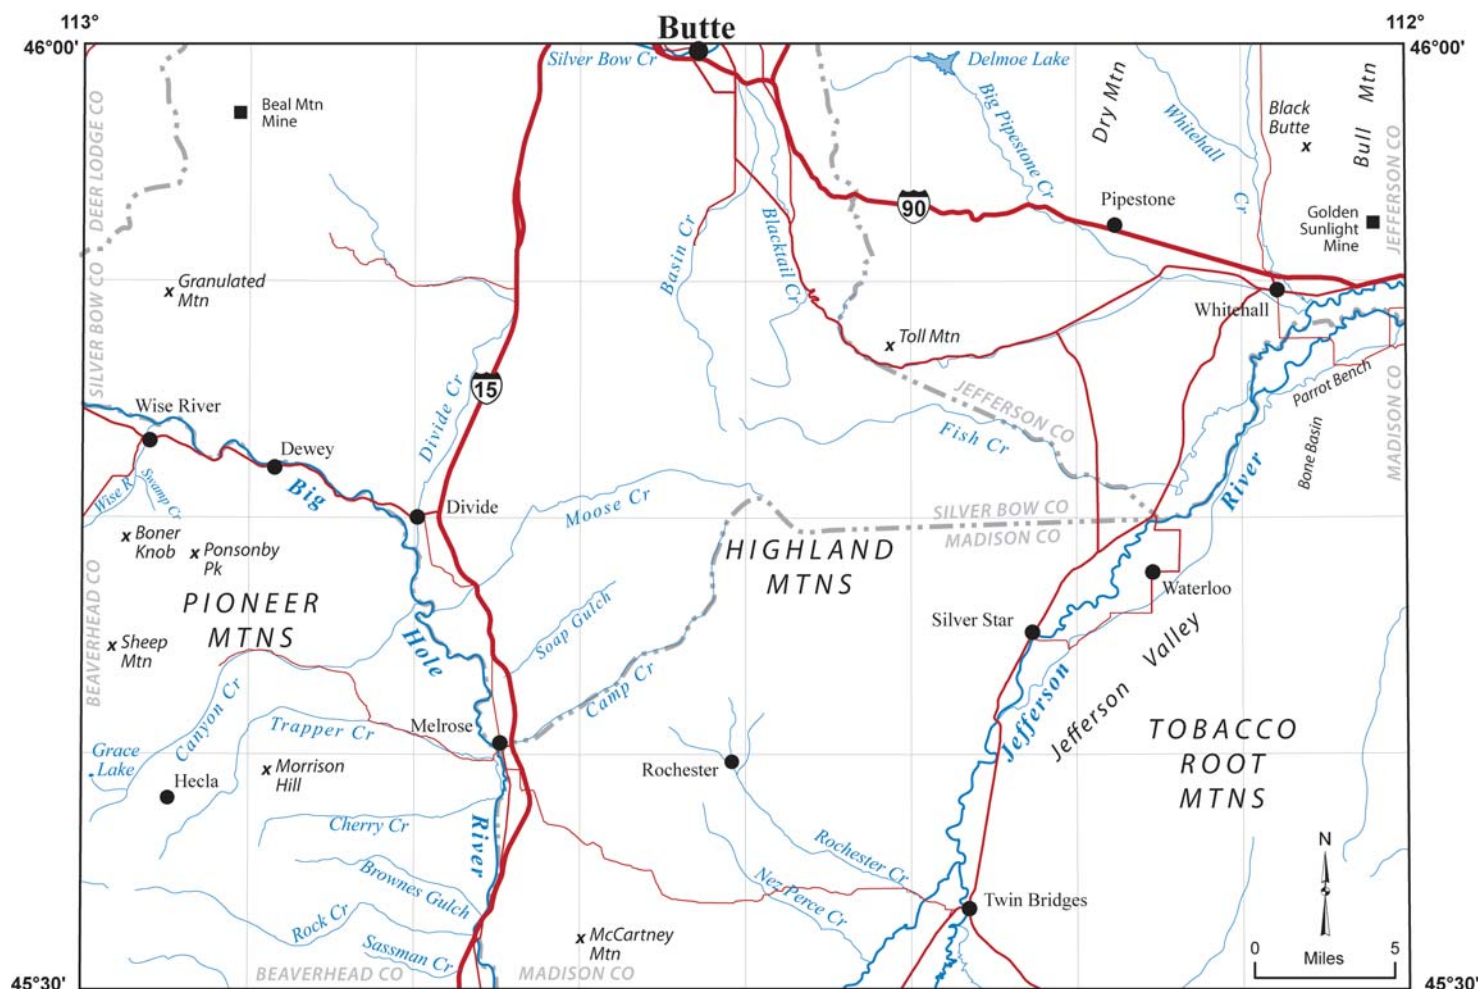 113°
Butte
112°
46°00'
46°00'
Silver Bow Cr
Delmoe Lake
Beal Mtn
Mine
DEER LODGE CO
SILVER BOW CO
Big Pipestone Cr
Dry Mtn
Whitehall
Cr
Black
Butte
x
Bull Mtn
JEFFERSON CO
90
Pipestone
Golden
Sunlight
Mine
Basin Cr
Blacktail Cr
x
Granulated
Mtn
Whitehall
x
Toll Mtn
15
Divide Cr
JEFFERSON CO
Parrot Bench
MADISON CO
Wise River
Fish Cr
Bone Basin
Dewey
Big
Wise R
Swamp Cr
River
Divide
Moose Cr
SILVER BOW CO
MADISON CO
x
Boner
Knob
x
Ponsonby
Pk
HIGHLAND
MTNS
BEAVERHEAD CO
PIONEER
MTNS
Waterloo
Silver Star
Soap Gulch
Hole
x
Sheep
Mtn
Valley
Camp Cr
Jefferson
Jefferson
Canyon Cr
Trapper Cr
Melrose
TOBACCO
ROOT
MTNS
Grace
Lake
Hecla
x
Morrison
Hill
Rochester
Cherry Cr
River
Rochester Cr
N
Brownes Gulch
Nez Perce Cr
Twin Bridges
Rock Cr
Sassman Cr
x
McCartney
Mtn
0
5
Miles
BEAVERHEAD CO
MADISON CO
45°30'
45°30'